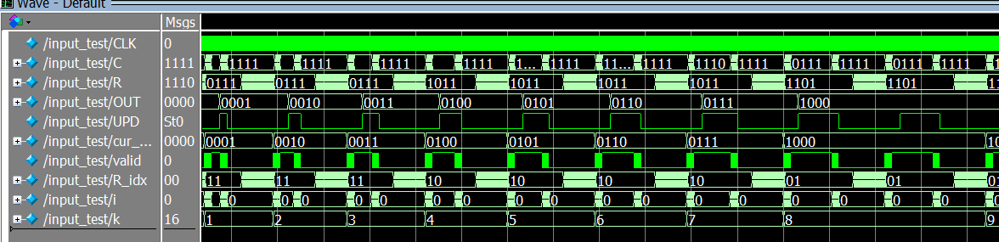 Wave - Default
Msgs
/input_test/CLK 0
/input_test/C 1111 1111 1111 1111 1111 1... 1111 11... 1111 1110 1111 0111 1111 0111 1111
/input_test/R 1110 0111 0111 0111 1011 1011 1011 1011 1101 1101 11
/input_test/OUT 0000 0001 0010 0011 0100 0101 0110 0111 1000
/input_test/UPD St0
/input_test/cur_... 0000 0001 0010 0011 0100 0101 0110 0111 1000 10
/input_test/valid 0
/input_test/R_idx 00 11 11 11 10 10 10 10 01 01 01
/input_test/i 0 0 0 0 0 0 0 0 0 0 0 0 0 0 0 0 0 0 0
/input_test/k 16 1 2 3 4 5 6 7 8 9